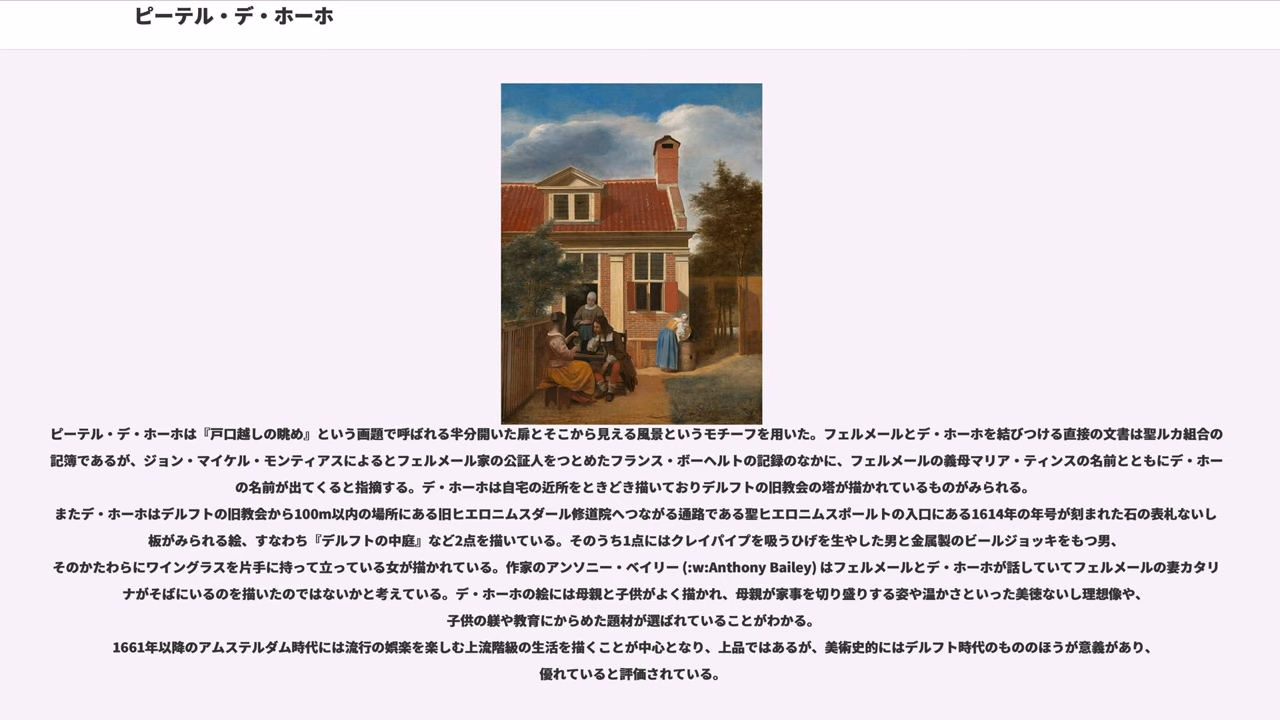 ピーテル・デ・ホーホ
ピーテル・デ・ホーホは『戸口越しの眺め』という画題で呼ばれる半分開いた扉とそこから見える風景というモチーフを用いた。フェルメールとデ・ホーホを結びつける直接の文書は聖ルカ組合の
記簿であるが、ジョン・マイケル・モンティアスによるとフェルメール家の公証人をつとめたフランス・ボーヘルトの記録のなかに、フェルメールの義母マリア・ティンスの名前とともにデ・ホー
の名前が出てくると指摘する。デ・ホーホは自宅の近所をときどき描いておりデルフトの旧教会の塔が描かれているものがみられる。
またデ・ホーホはデルフトの旧教会から100m以内の場所にある旧ヒエロニムスダール修道院へつながる通路である聖ヒエロニムスポールトの入口にある1614年の年号が刻まれた石の表札ないし
板がみられる絵、すなわち『デルフトの中庭』など2点を描いている。そのうち1点にはクレイパイプを吸うひげを生やした男と金属製のビールジョッキをもつ男、
そのかたわらにワイングラスを片手に持って立っている女が描かれている。作家のアンソニー・ベイリー (:w:Anthony Bailey) はフェルメールとデ・ホーホが話していてフェルメールの妻カタリ
ナがそばにいるのを描いたのではないかと考えている。デ・ホーホの絵には母親と子供がよく描かれ、母親が家事を切り盛りする姿や温かさといった美徳ないし理想像や、
子供の躾や教育にからめた題材が選ばれていることがわかる。
1661年以降のアムステルダム時代には流行の娯楽を楽しむ上流階級の生活を描くことが中心となり、上品ではあるが、美術史的にはデルフト時代のもののほうが意義があり、
優れていると評価されている。